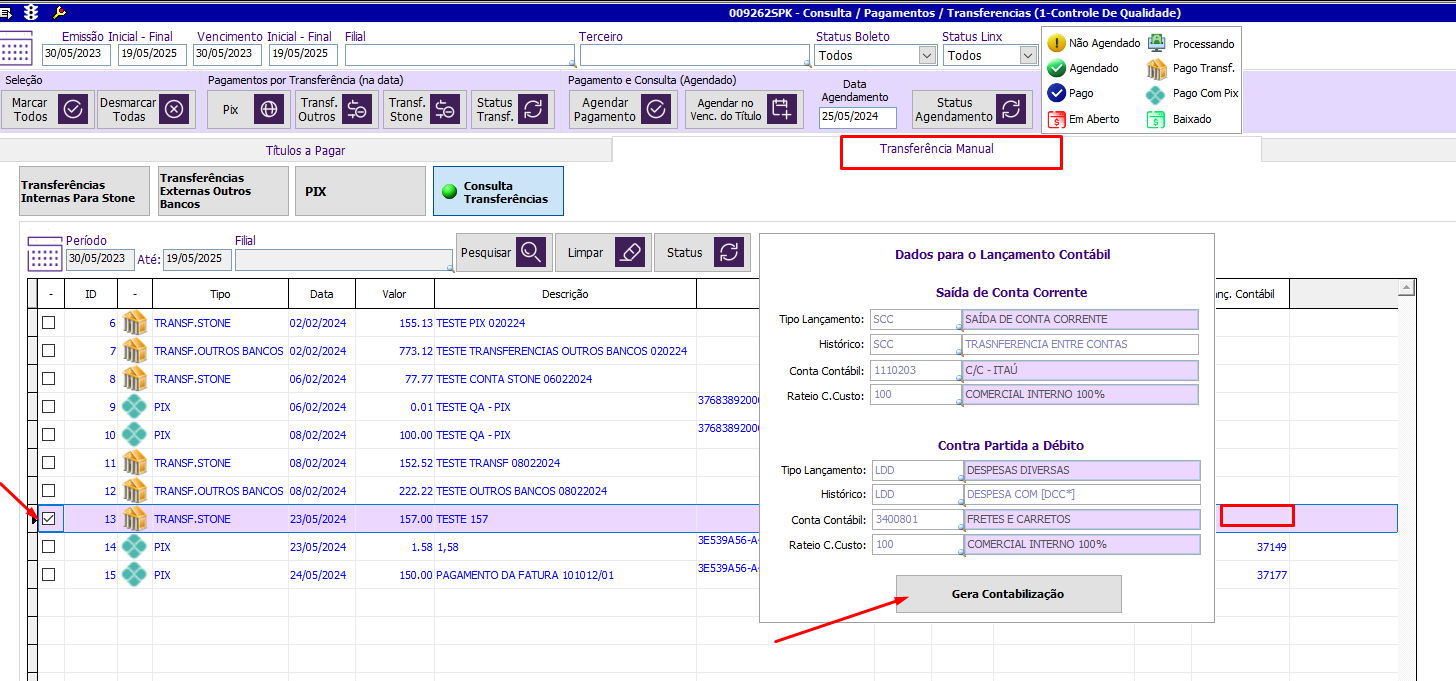 009262SPK - Consulta / Pagamentos / Transferencias (1-Controle De Qualidade)
Emissão Inicial - Final Vencimento Inicial - Final Filial Terceiro Status Boleto Status Linx
30/05/2023 19/05/2025 30/05/2023 19/05/2025 Todos Todos
Não Agendado Processando
Agendado Pago Transf.
Pago Pago Com Pix
Em Aberto Baixado
Seleção Pagamentos por Transferência (na data) Pagamento e Consulta (Agendado)
Marcar Todos
Desmarcar Todas
Pix
Transf. Outros
Transf. Stone
Status Transf.
Agendar Pagamento
Agendar no Venc. do Título
Data Agendamento
25/05/2024
Status Agendamento
Títulos a Pagar Transferência Manual
Transferências Internas Para Stone
Transferências Externas Outros Bancos
PIX
Consulta Transferências
Período Filial
30/05/2023 Até: 19/05/2025
Pesquisar Limpar Status
- ID - Tipo Data Valor Descrição nç. Contábil
6 TRANSF.STONE 02/02/2024 155.13 TESTE PIX 020224
7 TRANSF.OUTROS BANCOS 02/02/2024 773.12 TESTE TRANSFERENCIAS OUTROS BANCOS 020224
8 TRANSF.STONE 06/02/2024 77.77 TESTE CONTA STONE 06022024
9 PIX 06/02/2024 0.01 TESTE QA - PIX 3768389200
10 PIX 08/02/2024 100.00 TESTE QA - PIX 3768389200
11 TRANSF.STONE 08/02/2024 152.52 TESTE TRANSF 08022024
12 TRANSF.OUTROS BANCOS 08/02/2024 222.22 TESTE OUTROS BANCOS 08022024
13 TRANSF.STONE 23/05/2024 157.00 TESTE 157
14 PIX 23/05/2024 1.58 1,58 3E539A56-A 37149
15 PIX 24/05/2024 150.00 PAGAMENTO DA FATURA 101012/01 3E539A56-A 37177
Dados para o Lançamento Contábil
Saída de Conta Corrente
Tipo Lançamento: SCC SAÍDA DE CONTA CORRENTE
Histórico: SCC TRASNFERENCIA ENTRE CONTAS
Conta Contábil: 1110203 C/C - ITAÚ
Rateio C.Custo: 100 COMERCIAL INTERNO 100%
Contra Partida a Débito
Tipo Lançamento: LDD DESPESAS DIVERSAS
Histórico: LDD DESPESA COM [DCC*]
Conta Contábil: 3400801 FRETES E CARRETOS
Rateio C.Custo: 100 COMERCIAL INTERNO 100%
Gera Contabilização